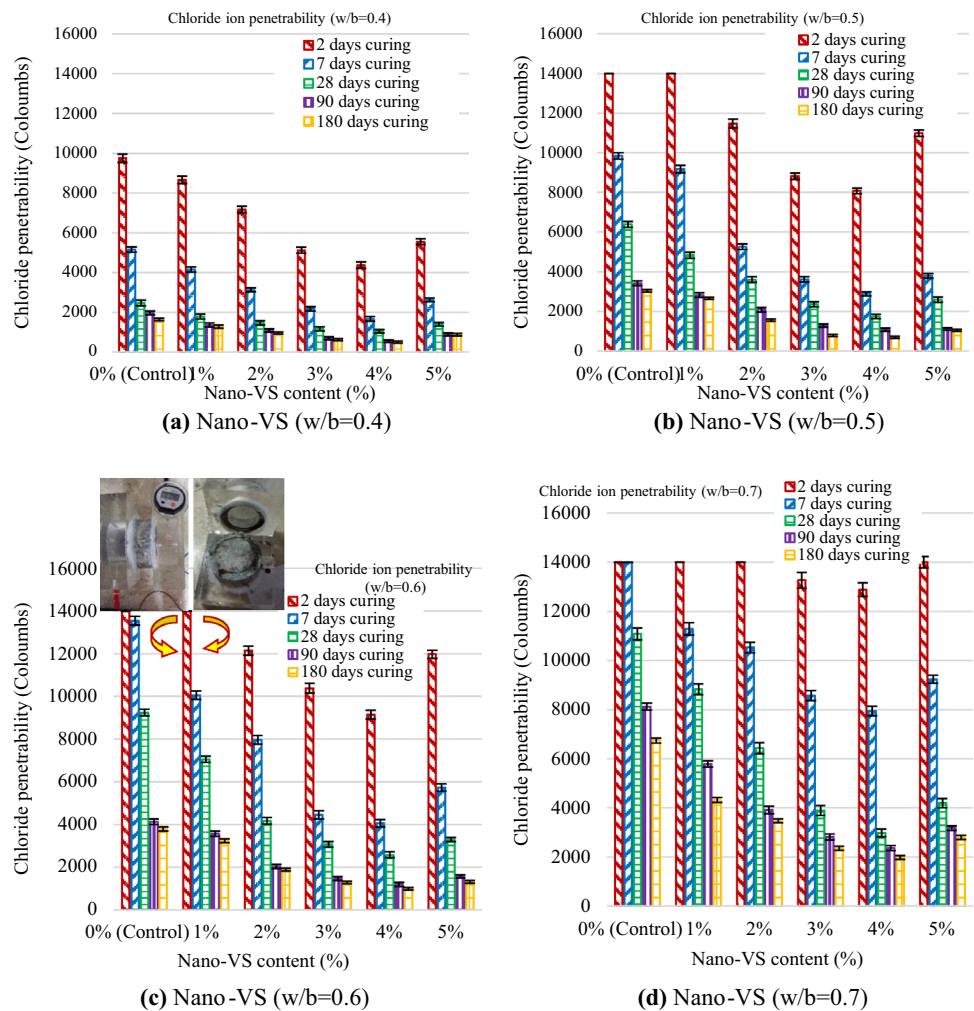 Chloride ion penetrability (w/b=0.4)
16000
14000
12000
10000
8000
6000
4000
2000
0
Chloride penetrability (Coloumbs)
2 days curing
7 days curing
28 days curing
90 days curing
180 days curing
0% (Control) 1% 2% 3% 4% 5%
Nano-VS content (%)
(a) Nano-VS (w/b=0.4)
Chloride ion penetrability (w/b=0.5)
16000
14000
12000
10000
8000
6000
4000
2000
0
Chloride penetrability (Coloumbs)
2 days curing
7 days curing
28 days curing
90 days curing
180 days curing
0% (Control) 1% 2% 3% 4% 5%
Nano-VS content (%)
(b) Nano-VS (w/b=0.5)
Chloride ion penetrability
(w/b=0.6)
16000
14000
12000
10000
8000
6000
4000
2000
0
Chloride penetrability (Coloumbs)
2 days curing
7 days curing
28 days curing
90 days curing
180 days curing
0% (Control) 1% 2% 3% 4% 5%
Nano-VS content (%)
(c) Nano-VS (w/b=0.6)
Chloride ion penetrability (w/b=0.7)
16000
14000
12000
10000
8000
6000
4000
2000
0
Chloride penetrability (Coloumbs)
2 days curing
7 days curing
28 days curing
90 days curing
180 days curing
0% (Control) 1% 2% 3% 4% 5%
Nano-VS content (%)
(d) Nano-VS (w/b=0.7)